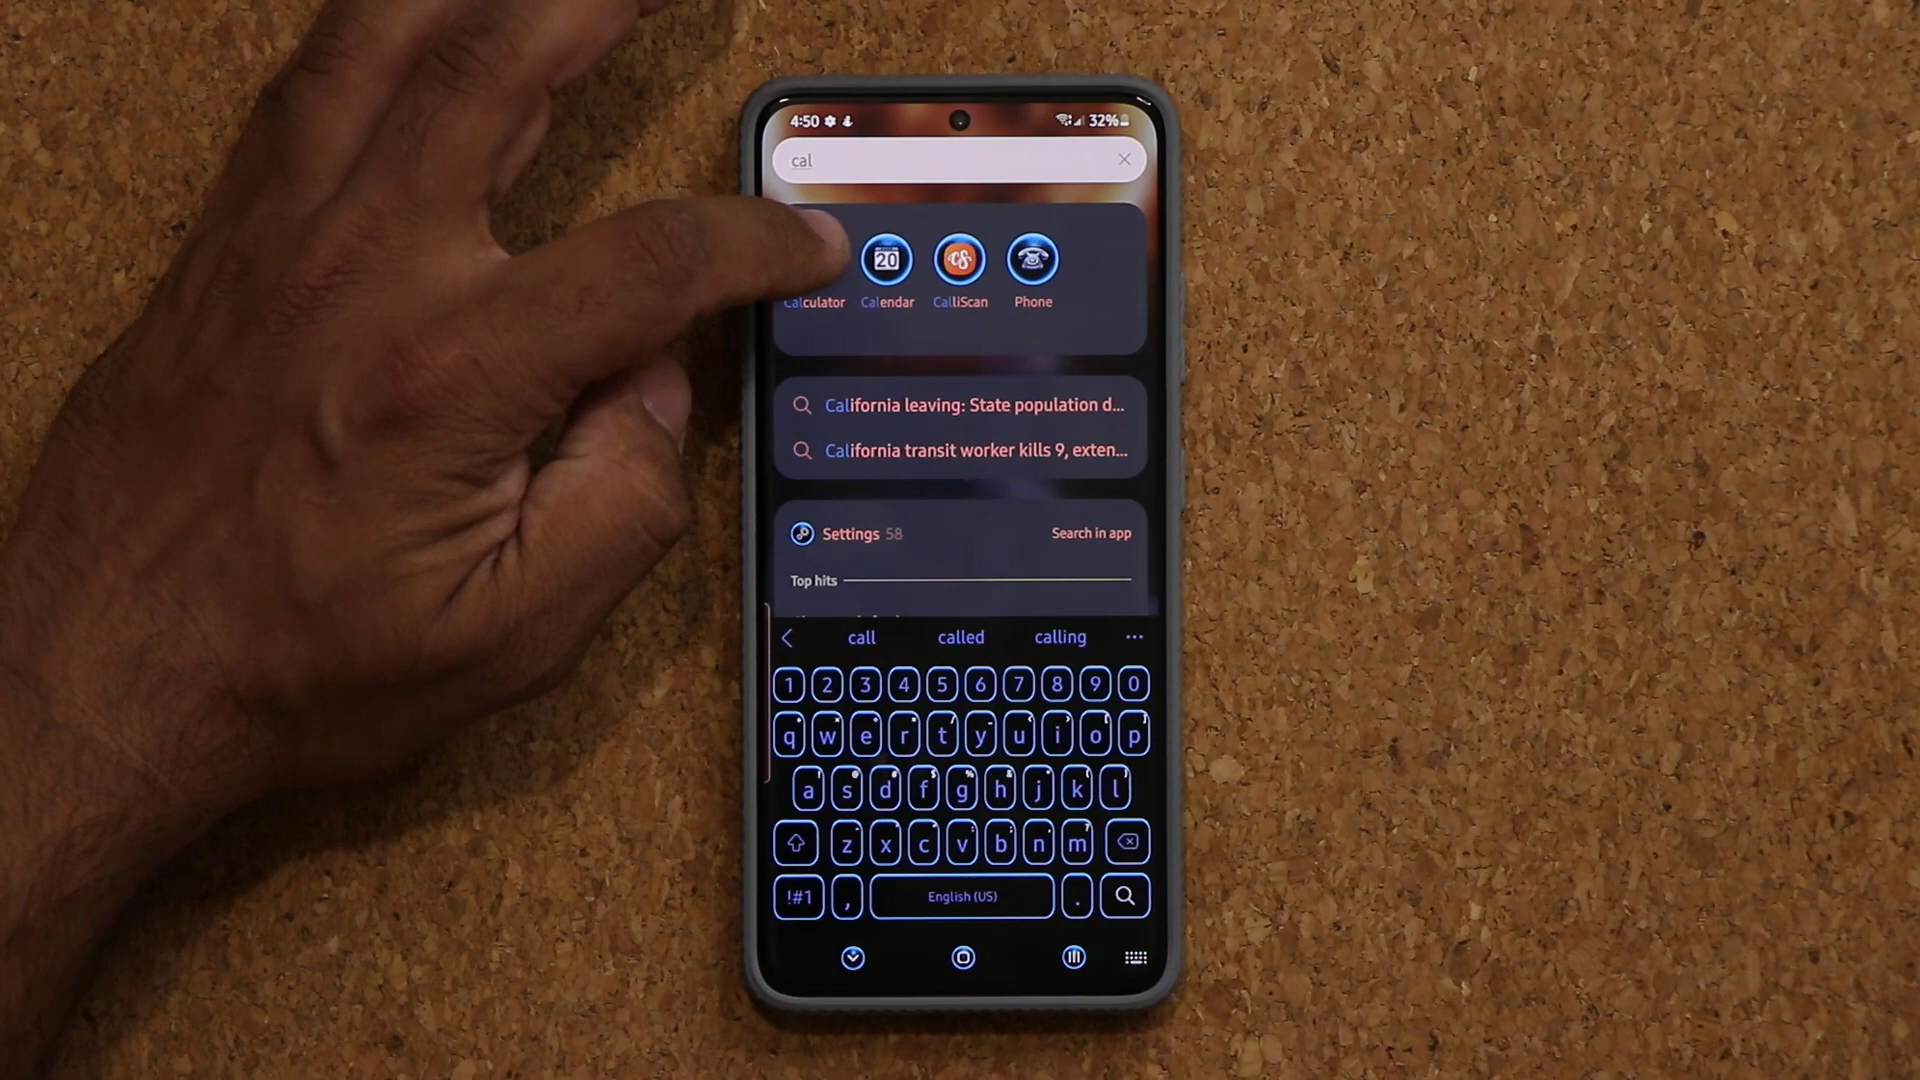 4:50 32%
cal
20 CS
Calculator Calendar CalliScan Phone
California leaving: State population d...
California transit worker kills 9, exten...
Settings 58 Search in app
Top hits
call called calling ...
1 2 3 4 5 6 7 8 9 0
q w e r t y u i o p
a s d f g h j k l
z x c v b n m
!#1 , English (US) .